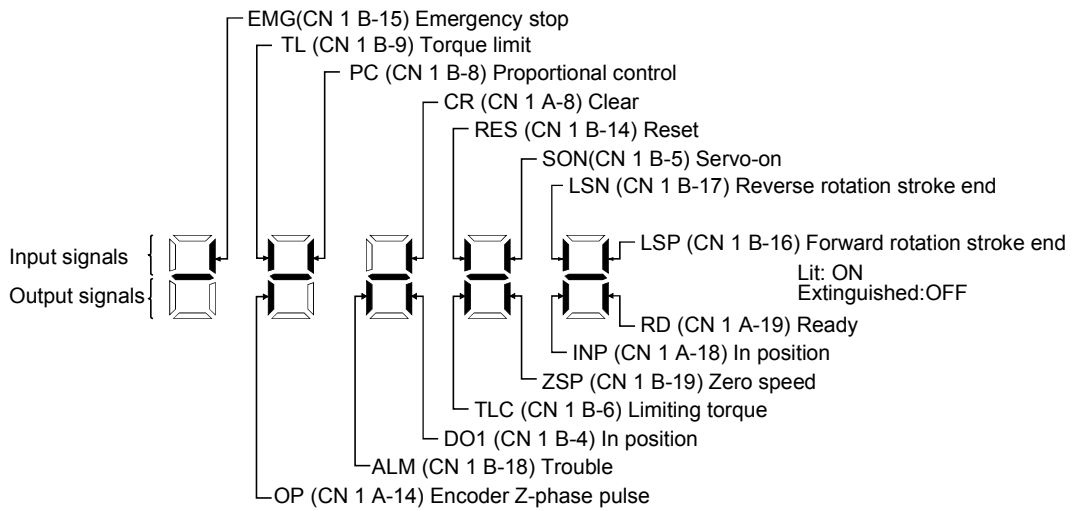 EMG(CN 1 B-15) Emergency stop
TL (CN 1 B-9) Torque limit
PC (CN 1 B-8) Proportional control
CR (CN 1 A-8) Clear
RES (CN 1 B-14) Reset
SON(CN 1 B-5) Servo-on
LSN (CN 1 B-17) Reverse rotation stroke end
LSP (CN 1 B-16) Forward rotation stroke end
Input signals
Lit: ON
Output signals
Extinguished:OFF
RD (CN 1 A-19) Ready
INP (CN 1 A-18) In position
ZSP (CN 1 B-19) Zero speed
TLC (CN 1 B-6) Limiting torque
DO1 (CN 1 B-4) In position
ALM (CN 1 B-18) Trouble
OP (CN 1 A-14) Encoder Z-phase pulse